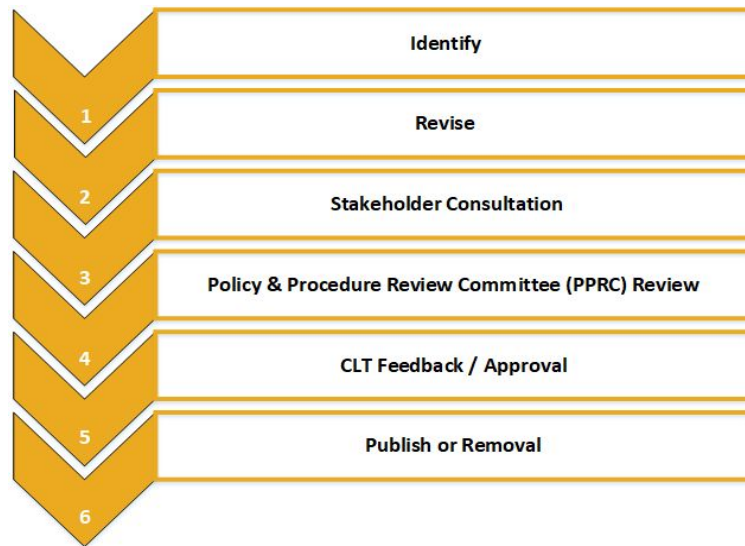 Identify
1
Revise
2
Stakeholder Consultation
3
Policy & Procedure Review Committee (PPRC) Review
4
CLT Feedback / Approval
5
Publish or Removal
6